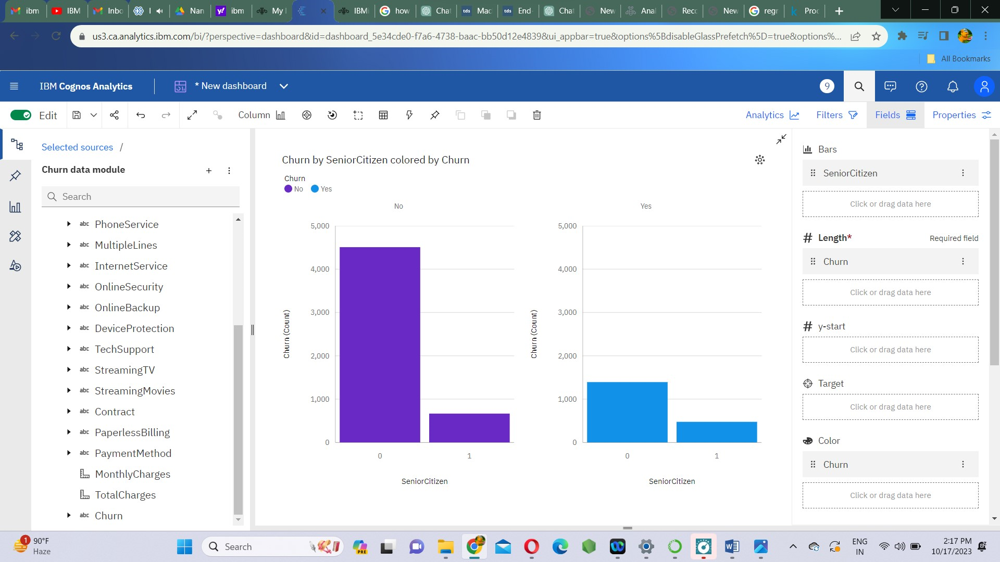 ibm
IBM
Inbo
I
Nan
ibm
My I
IBMi
how
Chat
tds Mac
tds End-
Chat
New
Anal
Reco
New
regr
Proc
us3.ca.analytics.ibm.com/bi/?perspective=dashboard&id=dashboard_5e34cde0-f7a6-4738-baac-bb50d12e4839&ui_appbar=true&options%5BdisableGlassPrefetch%5D=true&options%...
All Bookmarks
IBM Cognos Analytics
* New dashboard
9
Edit
Column
Analytics
Filters
Fields
Properties
Selected sources /
Churn data module
Search
abc PhoneService
abc MultipleLines
abc InternetService
abc OnlineSecurity
abc OnlineBackup
abc DeviceProtection
abc TechSupport
abc StreamingTV
abc StreamingMovies
abc Contract
abc PaperlessBilling
abc PaymentMethod
MonthlyCharges
TotalCharges
abc Churn
Churn by SeniorCitizen colored by Churn
Churn
No Yes
No
5,000
4,000
3,000
2,000
1,000
0
Churn (Count)
0 1
SeniorCitizen
Yes
5,000
4,000
3,000
2,000
1,000
0
Churn (Count)
0 1
SeniorCitizen
Bars
SeniorCitizen
Click or drag data here
# Length* Required field
Churn
Click or drag data here
# y-start
Click or drag data here
Target
Click or drag data here
Color
Churn
Click or drag data here
1
90°F
Haze
Search
PRE
ENG
IN
2:17 PM
10/17/2023